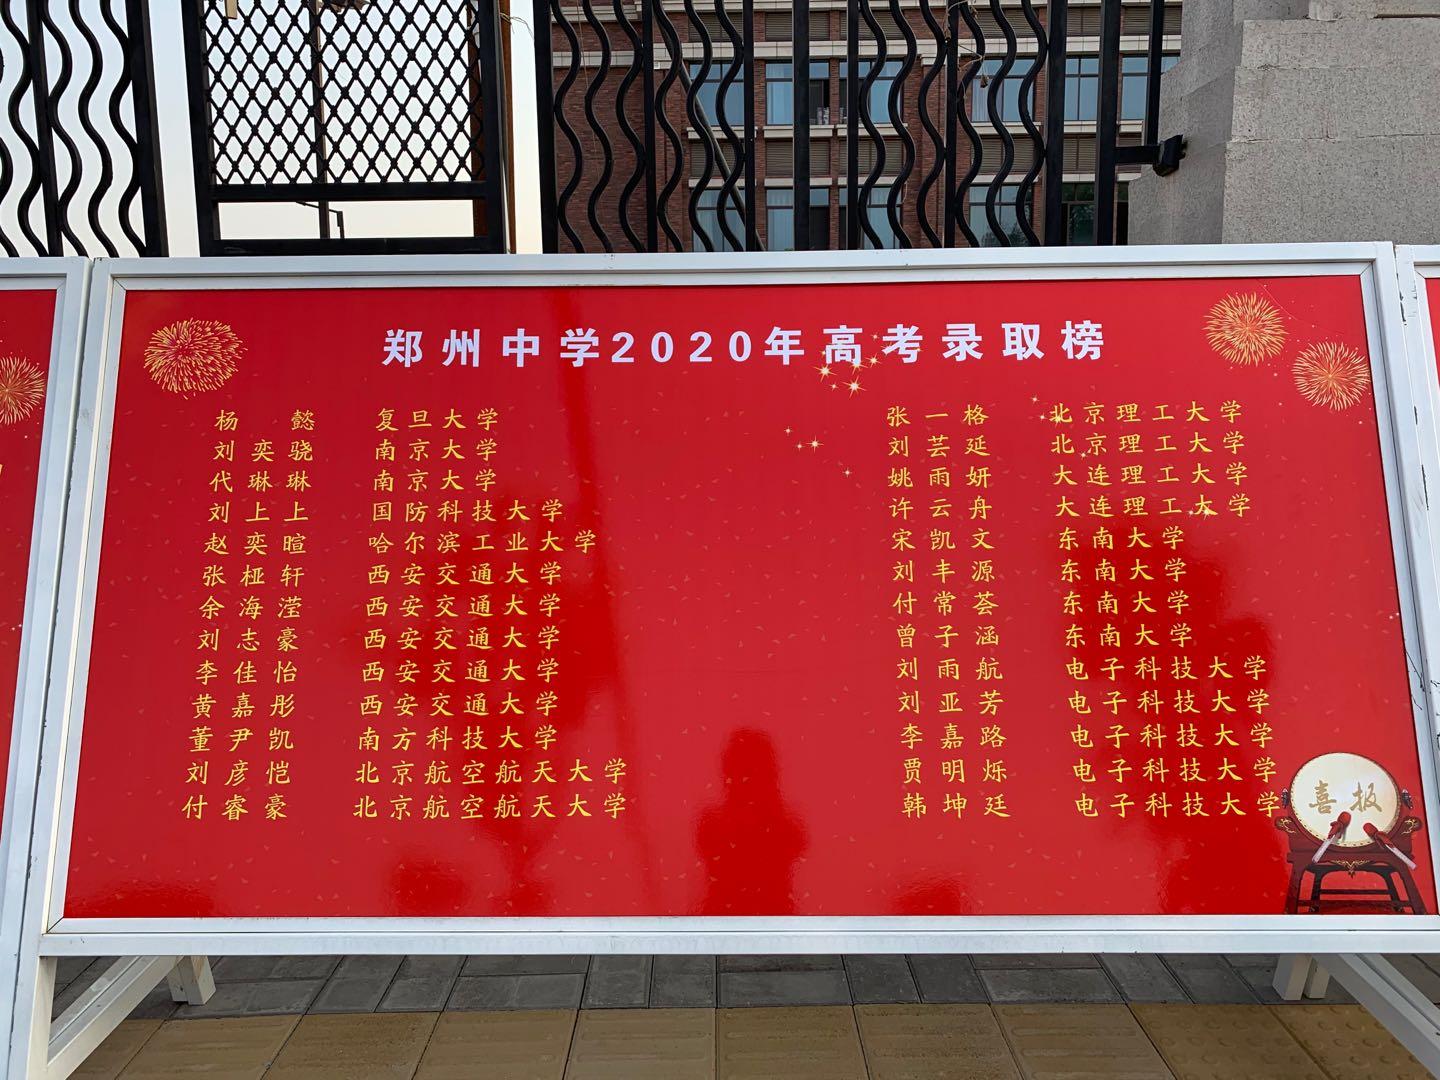 郑州中学2020年高考录取榜
杨 懿 复旦大学
刘奕骁 南京大学
代琳琳 南京大学
刘上上 国防科技大学
赵奕暄 哈尔滨工业大学
张桠轩 西安交通大学
余海滢 西安交通大学
刘志豪 西安交通大学
李佳怡 西安交通大学
黄嘉彤 西安交通大学
董尹凯 南方科技大学
刘彦恺 北京航空航天大学
付睿豪 北京航空航天大学
张一格 北京理工大学
刘芸延 北京理工大学
姚雨妍 大连理工大学
许云舟 大连理工大学
宋凯文 东南大学
刘丰源 东南大学
付常荟 东南大学
曾子涵 东南大学
刘雨航 电子科技大学
刘亚芳 电子科技大学
李嘉路 电子科技大学
贾明烁 电子科技大学
韩坤廷 电子科技大学
喜报